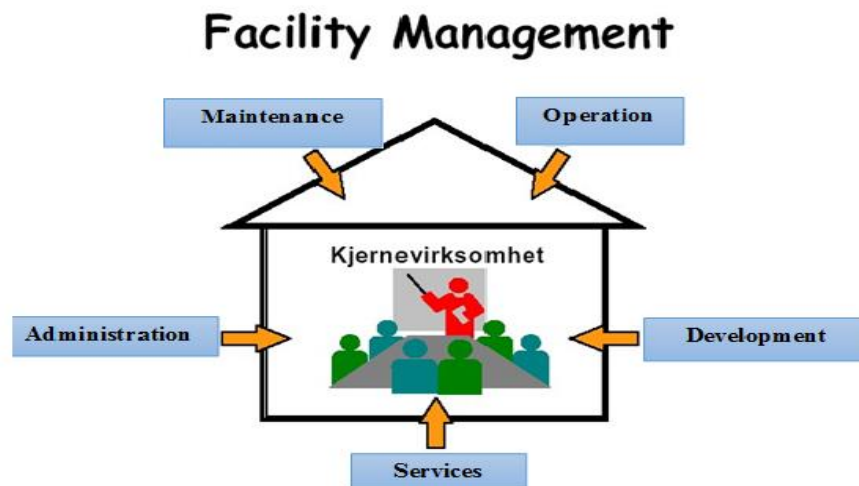 Facility Management
Maintenance
Operation
Kjernevirksomhet
Administration
Development
Services